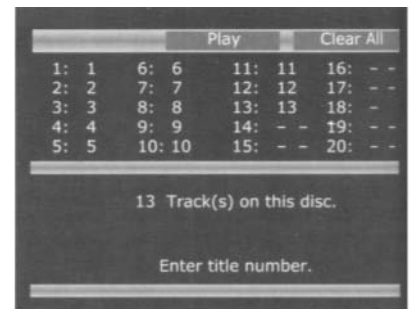 Play Clear All
1: 1 6: 6 11: 11 16: - -
2: 2 7: 7 12: 12 17: - -
3: 3 8: 8 13: 13 18: -
4: 4 9: 9 14: - - 19: - -
5: 5 10: 10 15: - - 20: - -
13 Track(s) on this disc.
Enter title number.